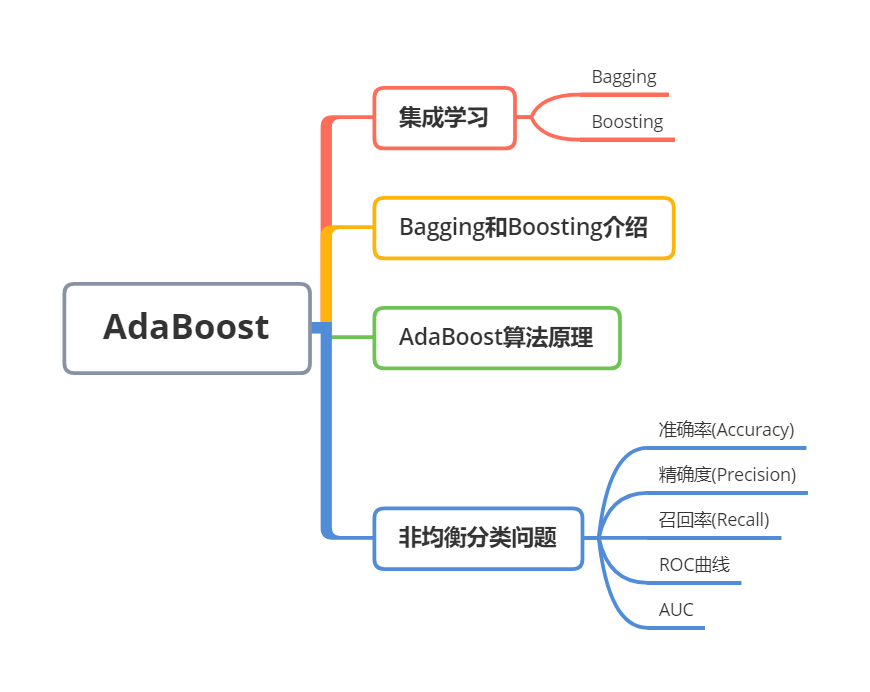 Bagging
集成学习
Boosting
Bagging和Boosting介绍
AdaBoost
AdaBoost算法原理
准确率(Accuracy)
精确度(Precision)
召回率(Recall)
非均衡分类问题
ROC曲线
AUC